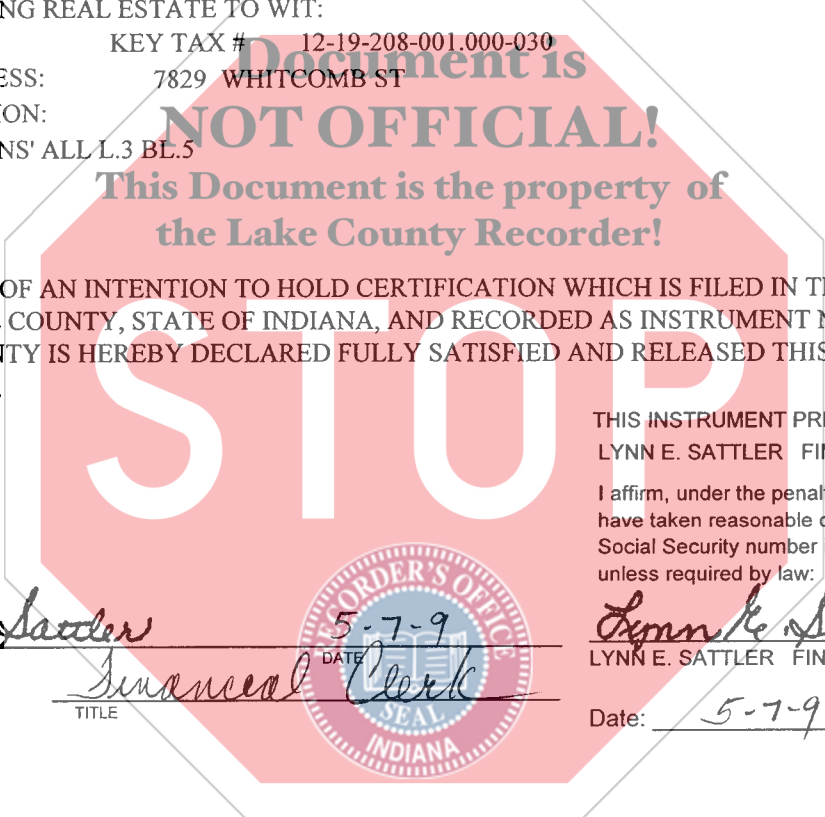 NG REAL ESTATE TO WIT:
KEY TAX # 12-19-208-001.000-030
Document is
ESS: 7829 WHITCOMB ST
ION:
NOT OFFICIAL!
NS' ALL L.3 BL.5
This Document is the property of
the Lake County Recorder!
OF AN INTENTION TO HOLD CERTIFICATION WHICH IS FILED IN T
COUNTY, STATE OF INDIANA, AND RECORDED AS INSTRUMENT N
NTY IS HEREBY DECLARED FULLY SATISFIED AND RELEASED THIS
STOP
THIS INSTRUMENT PR
LYNN E. SATTLER FIN
I affirm, under the penal
have taken reasonable
Social Security number
unless required by law:
RECORDER'S OFFICE
Sattler 5-7-9
DATE
Lynn E. S
LYNN E. SATTLER FIN
Financial Clerk
TITLE
SEAL
INDIANA
Date: 5-7-9